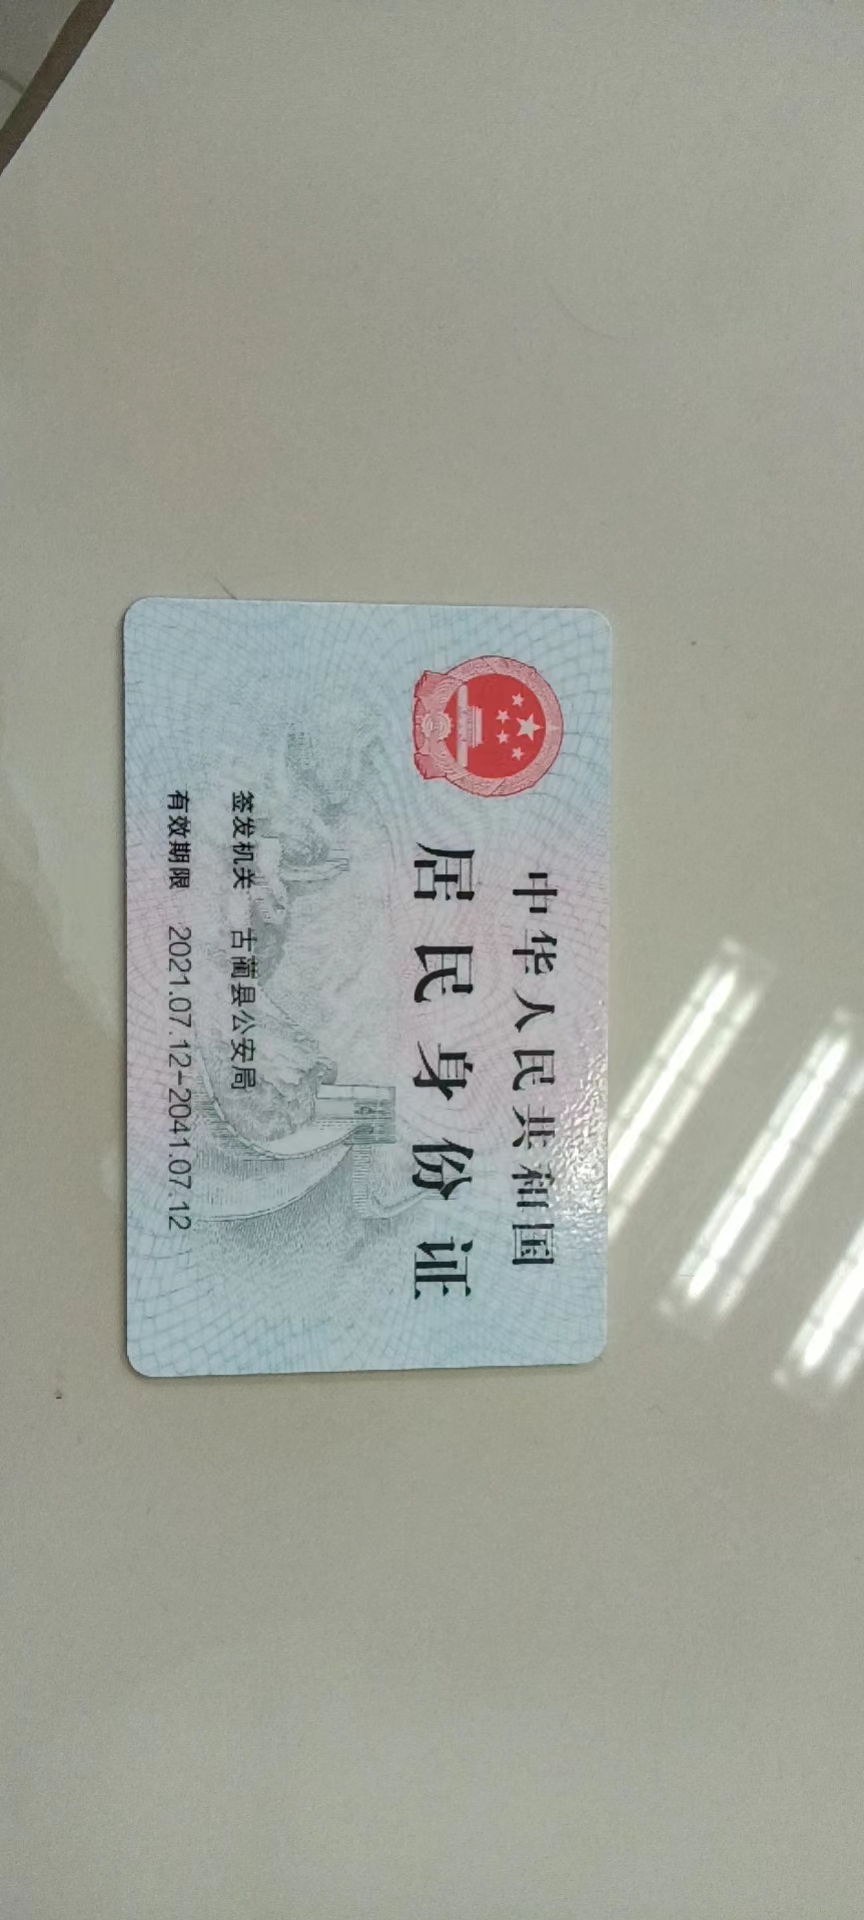 中华人民共和国
居民身份证
签发机关 古蔺县公安局
有效期限 2021.07.12-2041.07.12